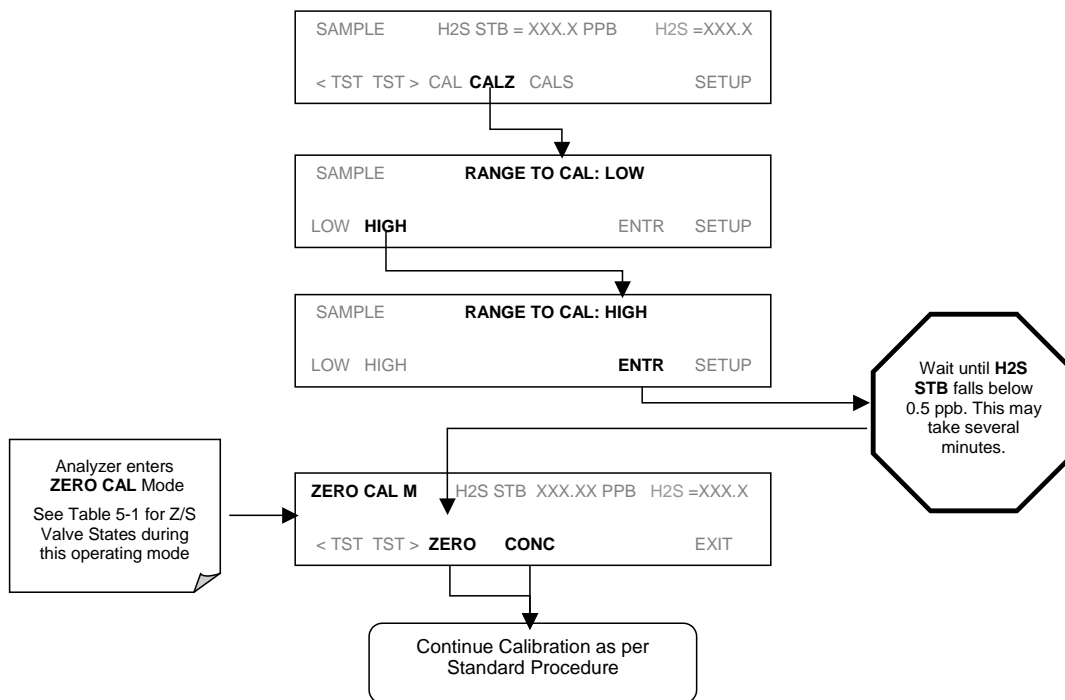 SAMPLE H2S STB = XXX.X PPB H2S =XXX.X
< TST TST > CAL CALZ CALS SETUP
SAMPLE RANGE TO CAL: LOW
LOW HIGH ENTR SETUP
SAMPLE RANGE TO CAL: HIGH
LOW HIGH ENTR SETUP
Wait until H2S
STB falls below
0.5 ppb. This may
take several
minutes.
Analyzer enters
ZERO CAL Mode
See Table 5-1 for Z/S
Valve States during
this operating mode
ZERO CAL M H2S STB XXX.XX PPB H2S =XXX.X
< TST TST > ZERO CONC EXIT
Continue Calibration as per
Standard Procedure